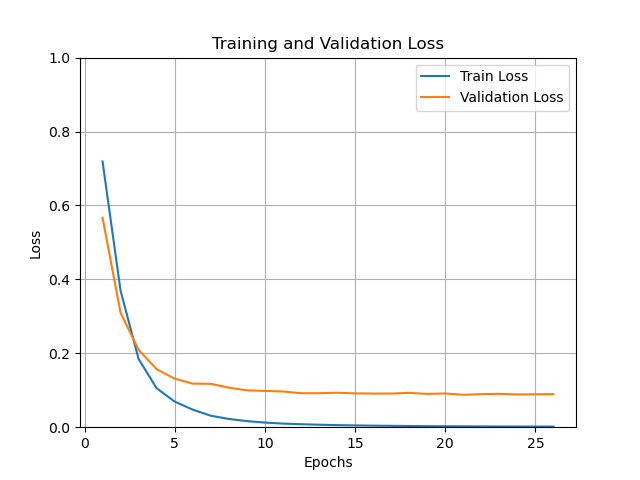 Training and Validation Loss
Train Loss
Validation Loss
1.0
0.8
0.6
0.4
0.2
0.0
Loss
0 5 10 15 20 25
Epochs